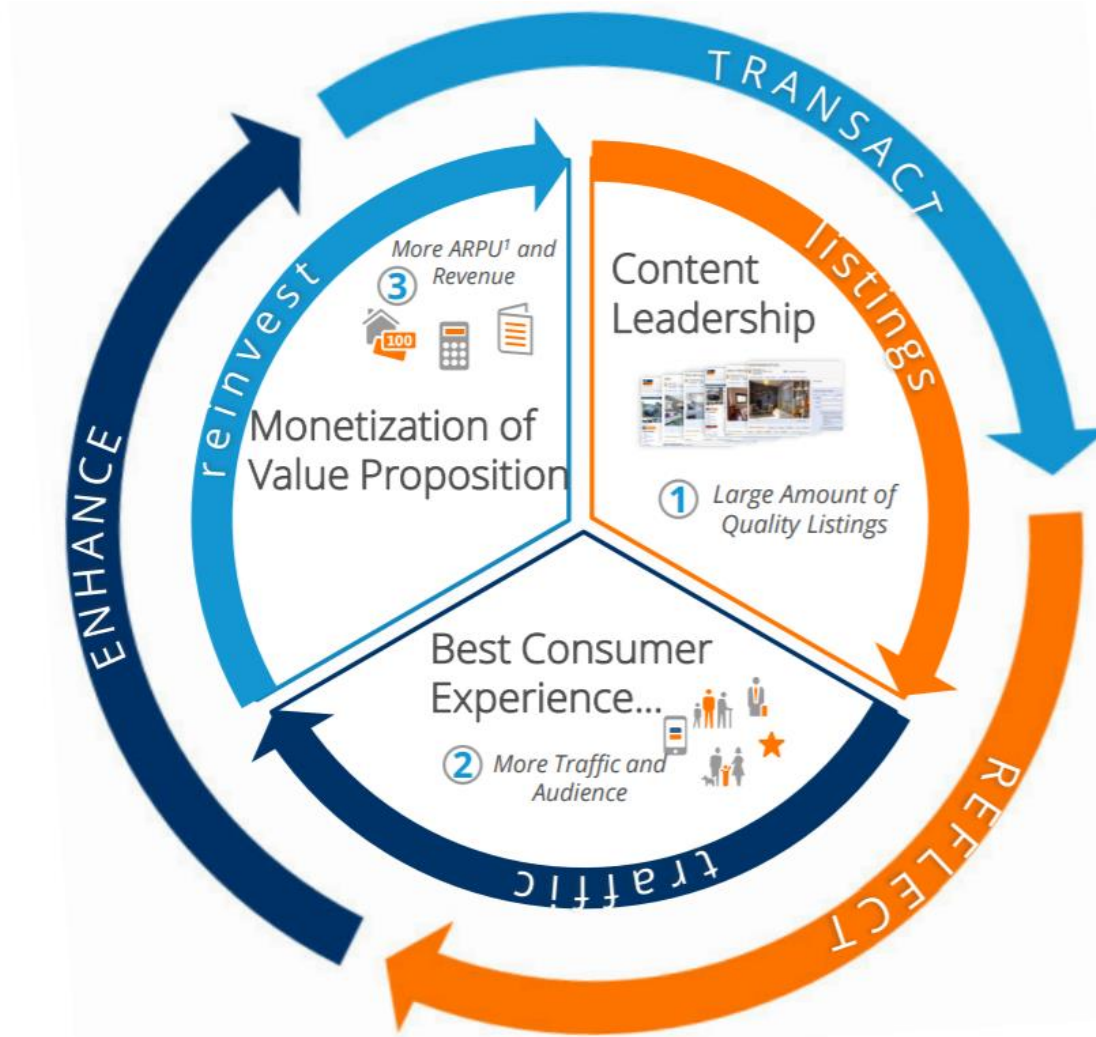 TRANSACT
listings
REFLECT
traffic
ENHANCE
reinvest
More ARPU¹ and
3 Revenue
100
Monetization of
Value Proposition
Content
Leadership
1 Large Amount of
Quality Listings
Best Consumer
Experience...
2 More Traffic and
Audience